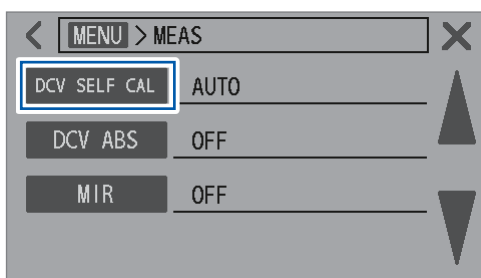 MENU > MEAS
DCV SELF CAL AUTO
DCV ABS OFF
MIR OFF